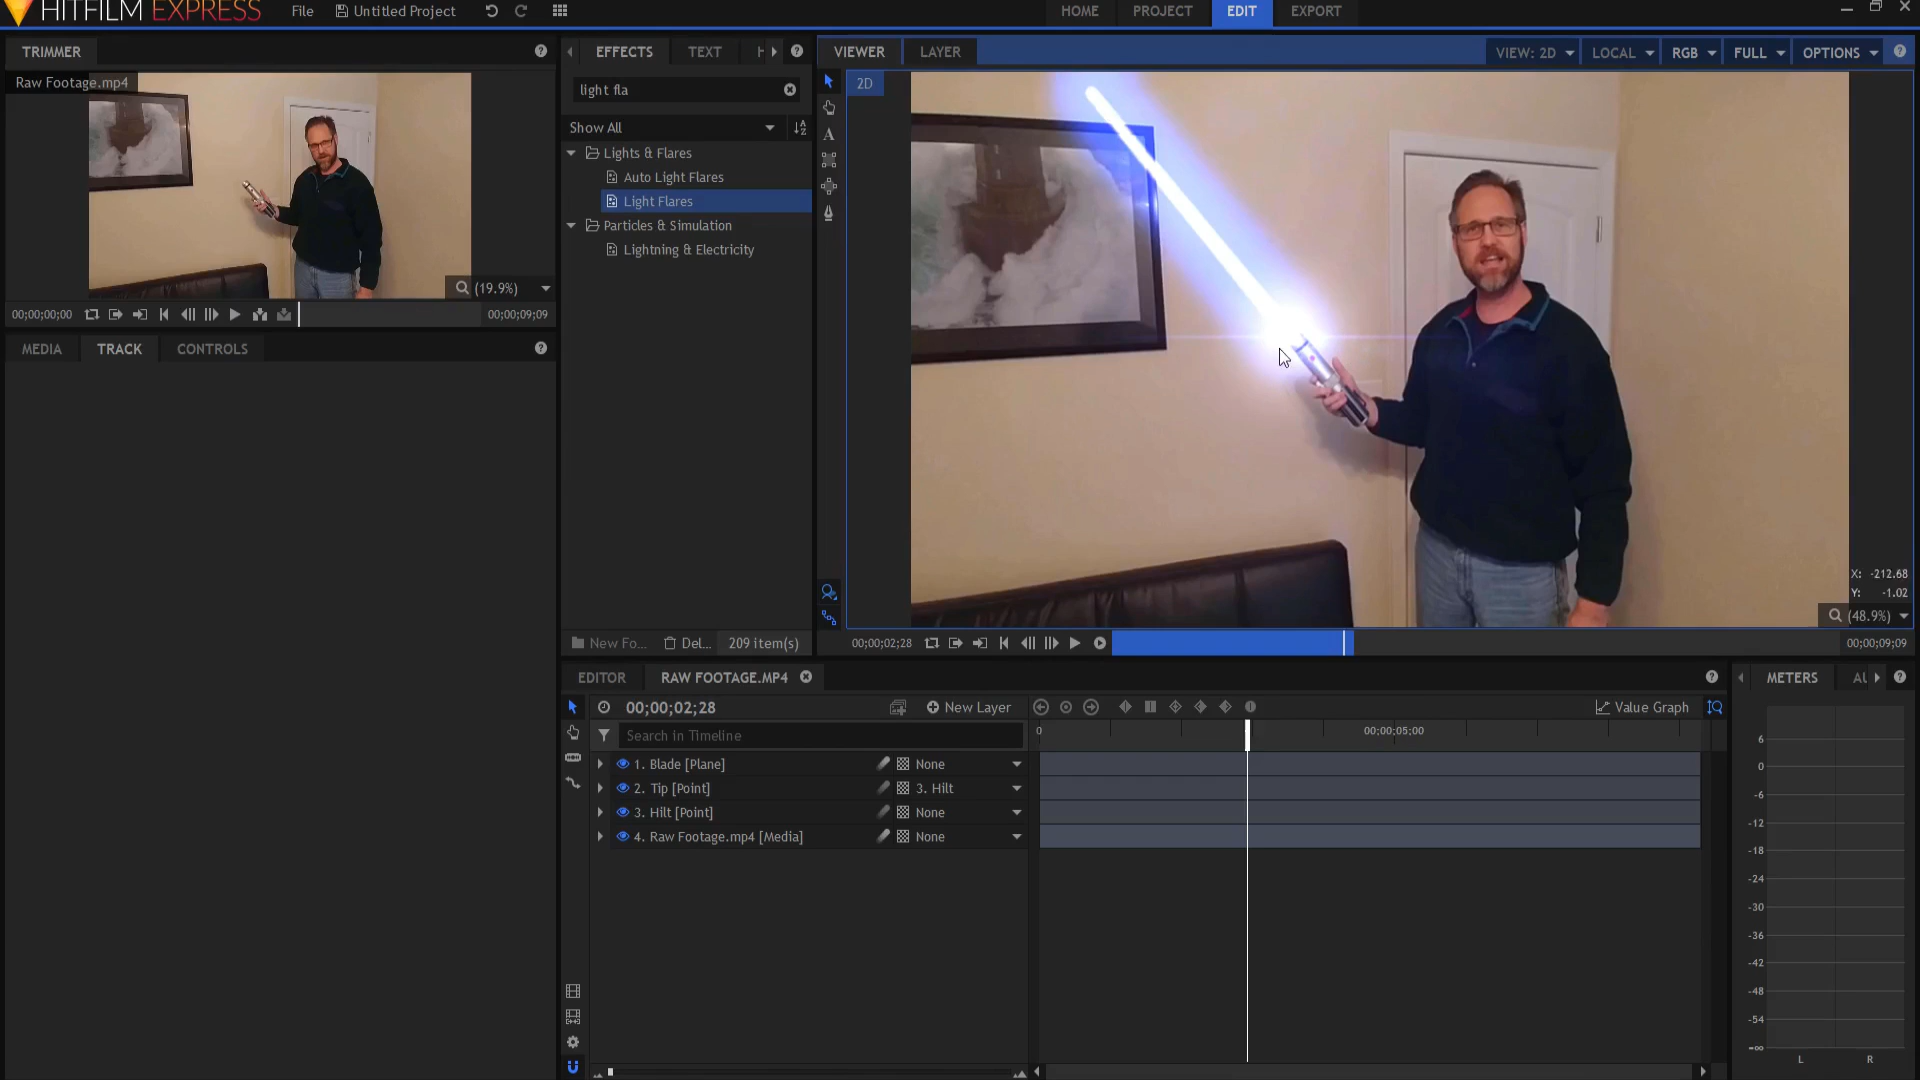 HITFILM EXPRESS File Untitled Project HOME PROJECT EDIT EXPORT
TRIMMER
Raw Footage.mp4
(19.9%)
00;00;00;00 00;00;09;09
MEDIA TRACK CONTROLS
EFFECTS TEXT
light fla
Show All
Lights & Flares
Auto Light Flares
Light Flares
Particles & Simulation
Lightning & Electricity
New Fo... Del... 209 item(s)
VIEWER LAYER VIEW: 2D LOCAL RGB FULL OPTIONS
2D
A
X: -212.68
Y: -1.02
(48.9%)
00;00;02;28 00;00;09;09
EDITOR RAW FOOTAGE.MP4
00;00;02;28 New Layer Value Graph
Search in Timeline
0 00;00;05;00
1. Blade [Plane] None
2. Tip [Point] 3. Hilt
3. Hilt [Point] None
4. Raw Footage.mp4 [Media] None
METERS
6
0
-6
-12
-18
-24
-30
-36
-42
-48
-54
-∞
L R